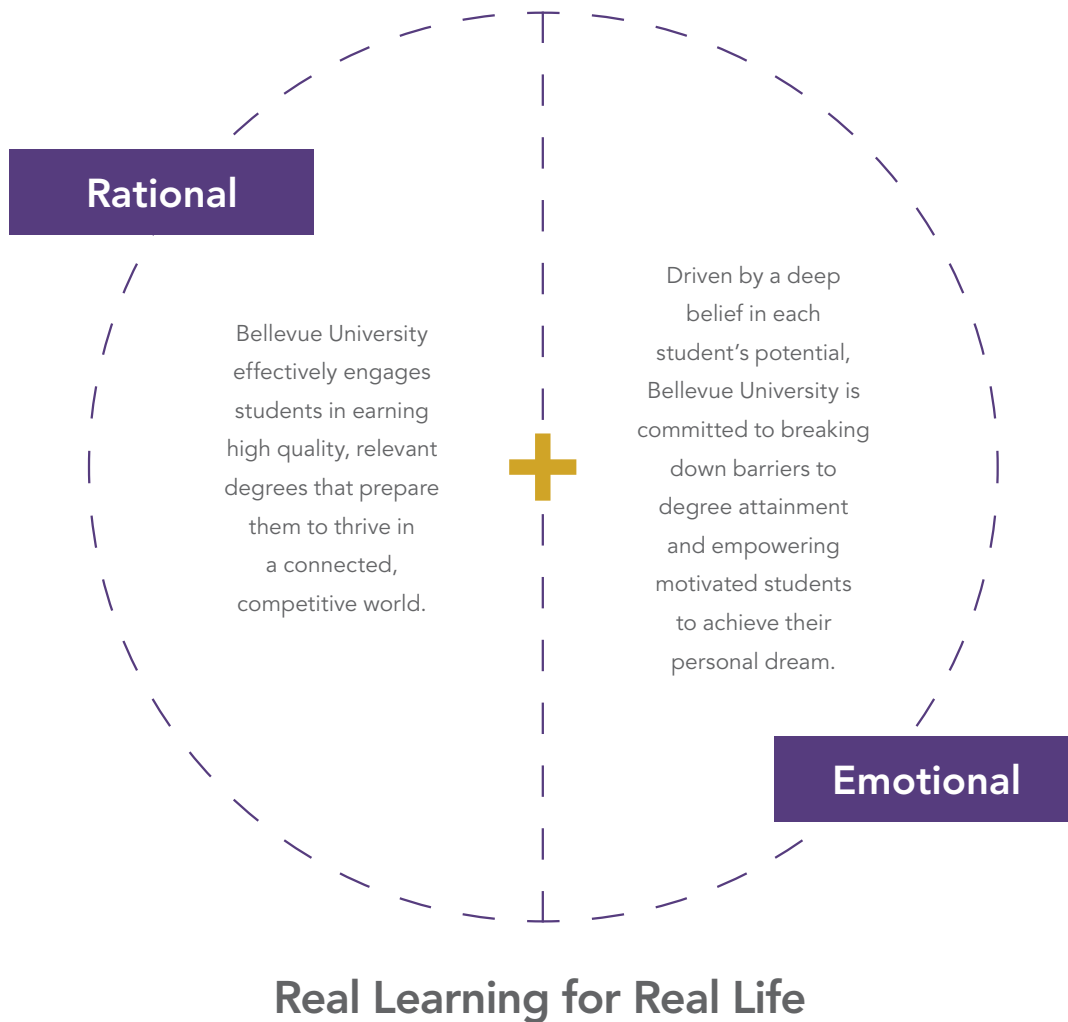 Rational
Bellevue University
effectively engages
students in earning
high quality, relevant
degrees that prepare
them to thrive in
a connected,
competitive world.
Driven by a deep
belief in each
student’s potential,
Bellevue University is
committed to breaking
down barriers to
degree attainment
and empowering
motivated students
to achieve their
personal dream.
Emotional
Real Learning for Real Life